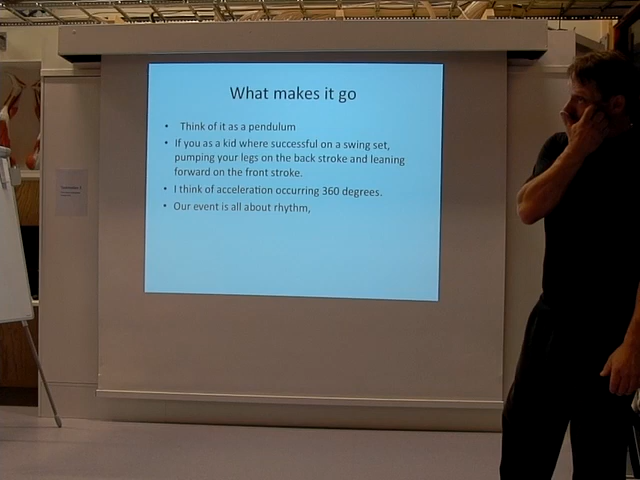 What makes it go
• Think of it as a pendulum
• If you as a kid where successful on a swing set,
pumping your legs on the back stroke and leaning
forward on the front stroke.
• I think of acceleration occurring 360 degrees.
• Our event is all about rhythm,